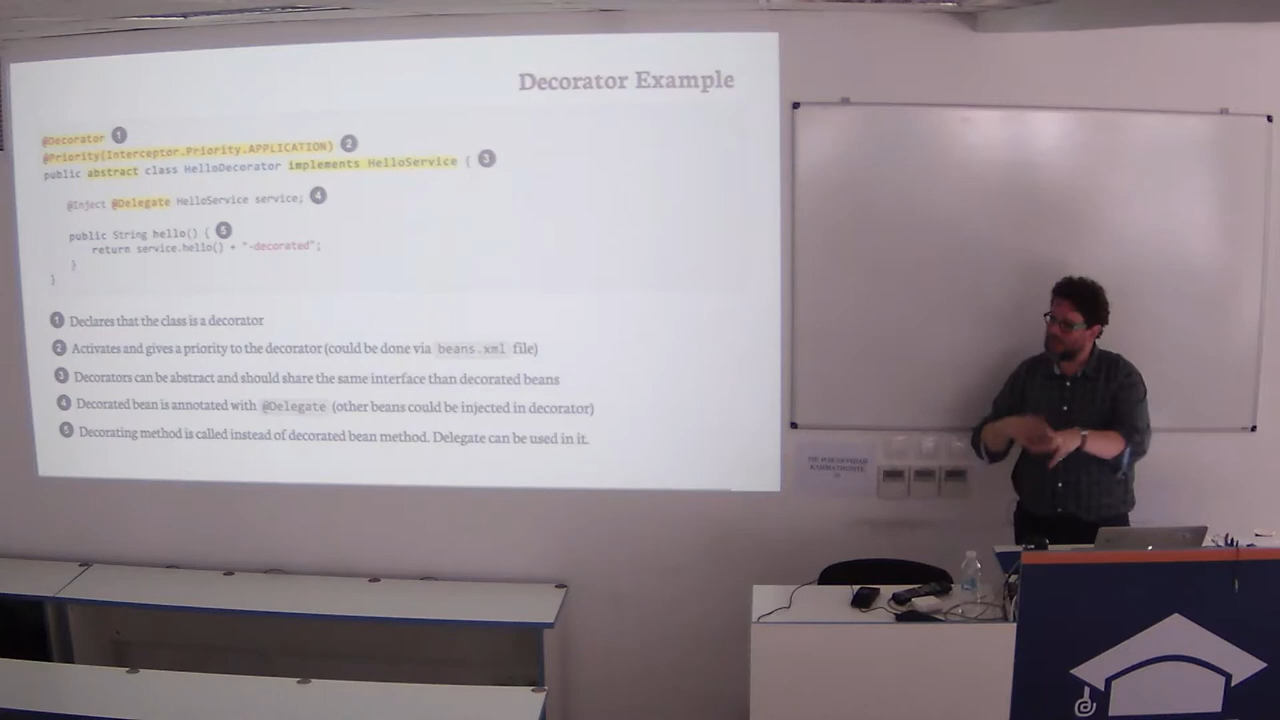 Decorator Example
@Decorator 1
@Priority(Interceptor.Priority.APPLICATION) 2
public abstract class HelloDecorator implements HelloService { 3
@Inject @Delegate HelloService service; 4
public String hello() { 5
return service.hello() + "-decorated";
}
}
1 Declares that the class is a decorator
2 Activates and gives a priority to the decorator (could be done via beans.xml file)
3 Decorators can be abstract and should share the same interface than decorated beans
4 Decorated bean is annotated with @Delegate (other beans could be injected in decorator)
5 Decorating method is called instead of decorated bean method. Delegate can be used in it.